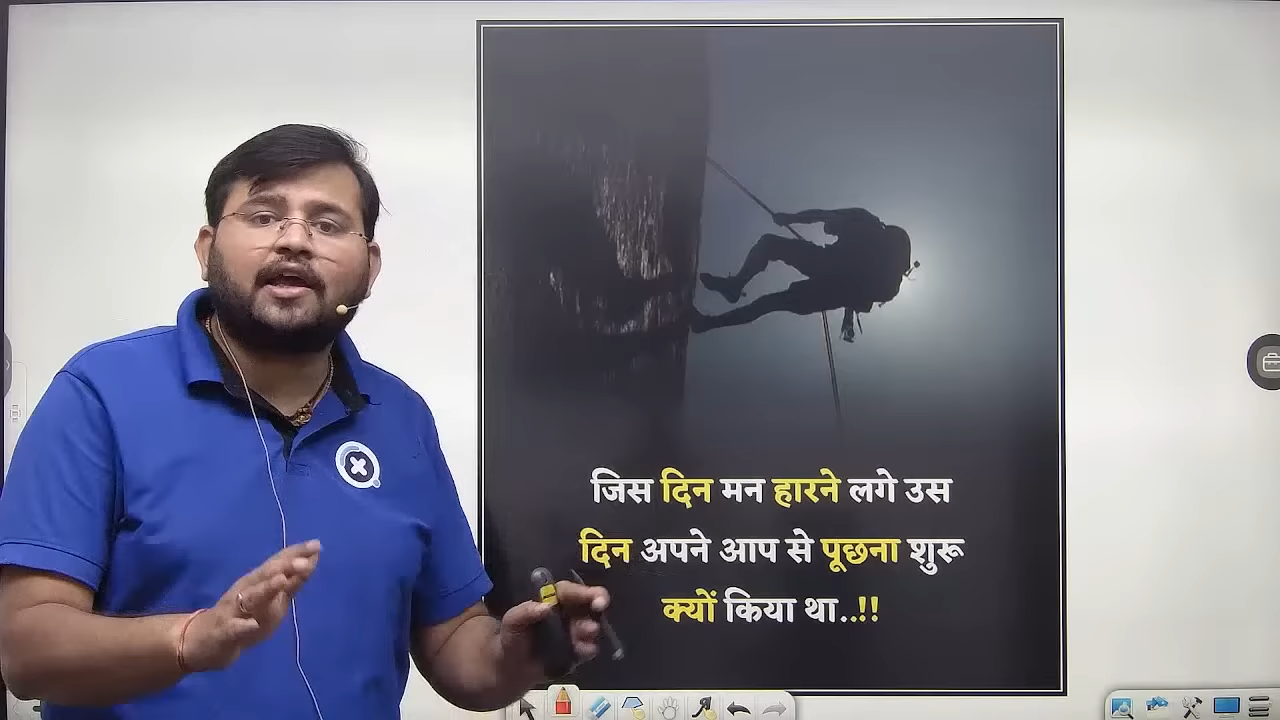 जिस दिन मन हारने लगे उस
दिन अपने आप से पूछना शुरू
क्यों किया था..!!